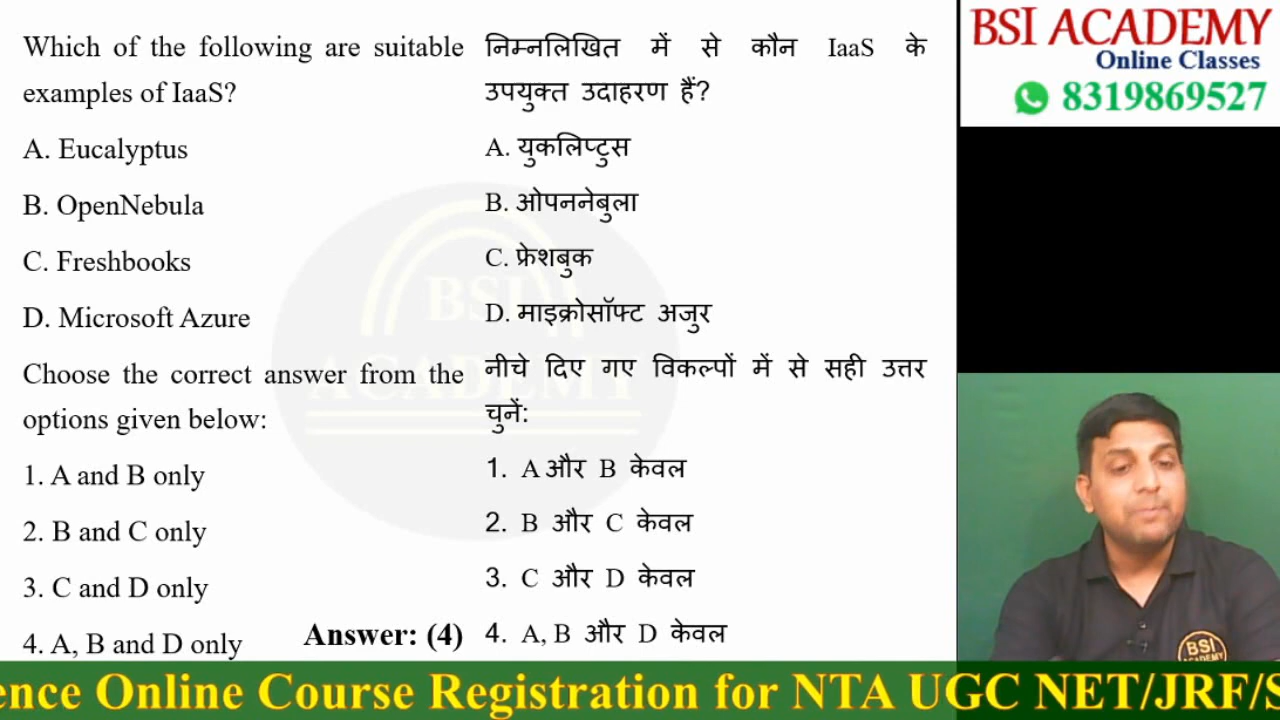 Which of the following are suitable
examples of IaaS?
A. Eucalyptus
B. OpenNebula
C. Freshbooks
D. Microsoft Azure
Choose the correct answer from the
options given below:
1. A and B only
2. B and C only
3. C and D only
4. A, B and D only
Answer: (4)
निम्नलिखित में से कौन IaaS के
उपयुक्त उदाहरण हैं?
A. युकलिप्टुस
B. ओपननेबुला
C. फ्रेशबुक
D. माइक्रोसॉफ्ट अजुर
नीचे दिए गए विकल्पों में से सही उत्तर
चुनें:
1. A और B केवल
2. B और C केवल
3. C और D केवल
4. A, B और D केवल
BSI ACADEMY
Online Classes
8319869527
BSI
ACADEMY
BSI
ACADEMY
ence Online Course Registration for NTA UGC NET/JRF/S